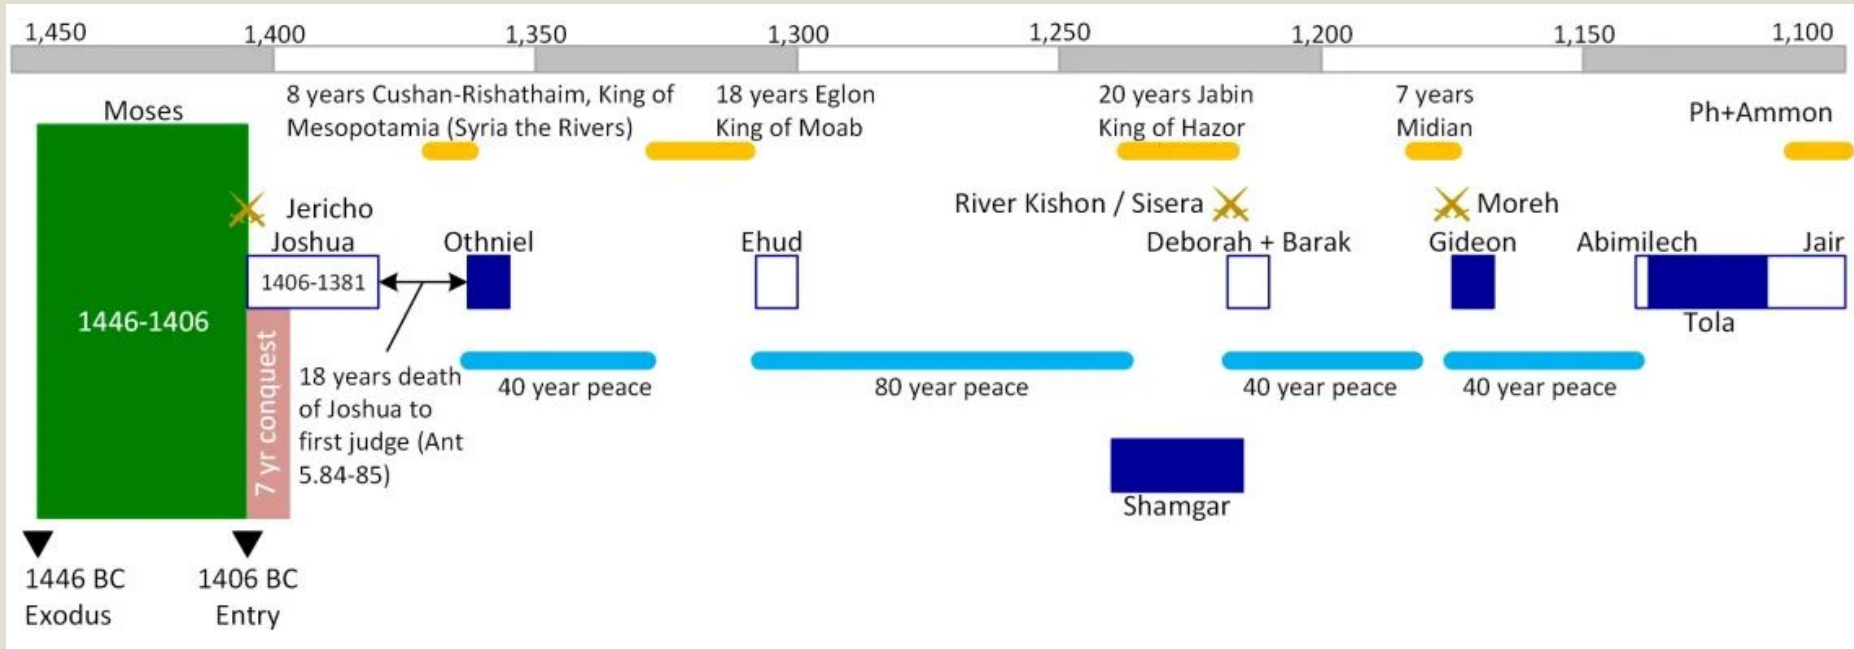 1,450
1,400
1,350
1,300
1,250
1,200
1,150
1,100
Moses
8 years Cushan-Rishathaim, King of
Mesopotamia (Syria the Rivers)
18 years Eglon
King of Moab
20 years Jabin
King of Hazor
7 years
Midian
Ph+Ammon
Jericho
River Kishon / Sisera
Moreh
Joshua
Othniel
Ehud
Deborah + Barak
Gideon
Abimilech
Jair
1406-1381
1446-1406
Tola
7 yr conquest
18 years death
of Joshua to
first judge (Ant
5.84-85)
40 year peace
80 year peace
40 year peace
40 year peace
Shamgar
1446 BC
Exodus
1406 BC
Entry